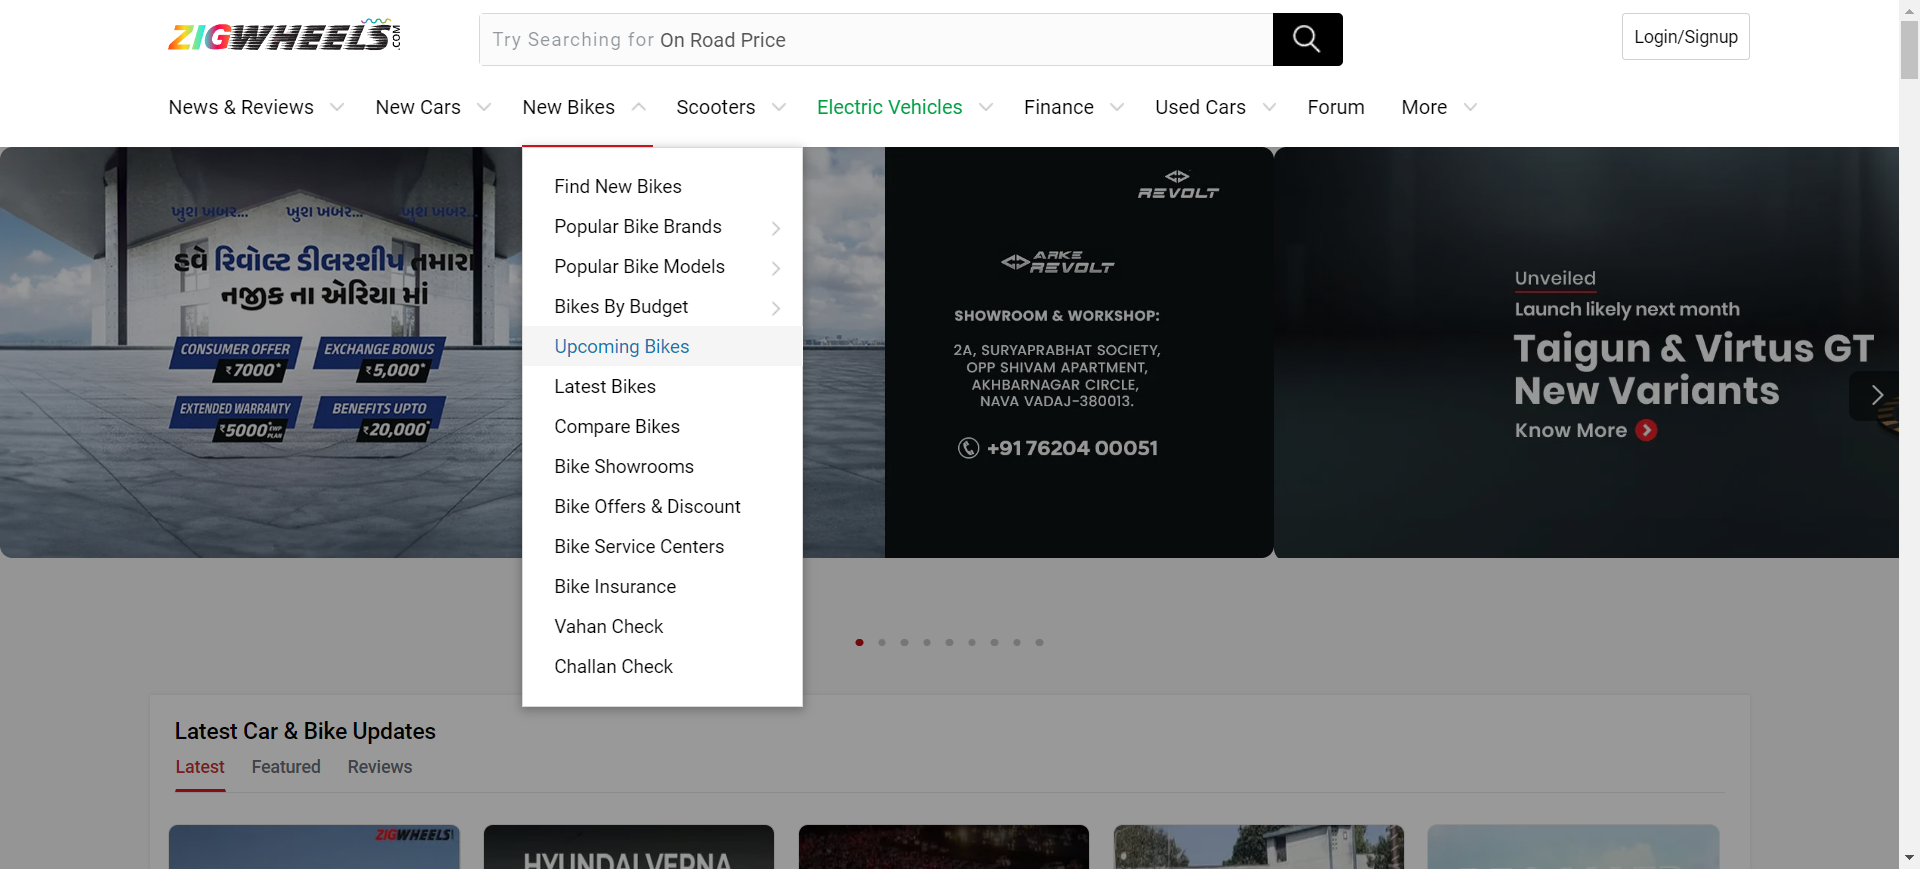 ZIGWHEELS.COM
Try Searching for On Road Price
Login/Signup
News & Reviews
New Cars
New Bikes
Scooters
Electric Vehicles
Finance
Used Cars
Forum
More
Find New Bikes
Popular Bike Brands
Popular Bike Models
Bikes By Budget
Upcoming Bikes
Latest Bikes
Compare Bikes
Bike Showrooms
Bike Offers & Discount
Bike Service Centers
Bike Insurance
Vahan Check
Challan Check
ખુશ ખબર... ખુશ ખબર... ખુશ ખબર...
હવે રિવોલ્ટ ડીલરશીપ તમારા
નજીક ના એરિયા માં
CONSUMER OFFER
₹7000*
EXCHANGE BONUS
₹5,000*
EXTENDED WARRANTY
₹5000* EWP PLAN
BENEFITS UPTO
₹20,000*
REVOLT
ARKE
REVOLT
SHOWROOM & WORKSHOP:
2A, SURYAPRABHAT SOCIETY,
OPP SHIVAM APARTMENT,
AKHBARNAGAR CIRCLE,
NAVA VADAJ-380013.
+91 76204 00051
Unveiled
Launch likely next month
Taigun & Virtus GT
New Variants
Know More
Latest Car & Bike Updates
Latest
Featured
Reviews
ZIGWHEELS
HYUNDAI VERNA